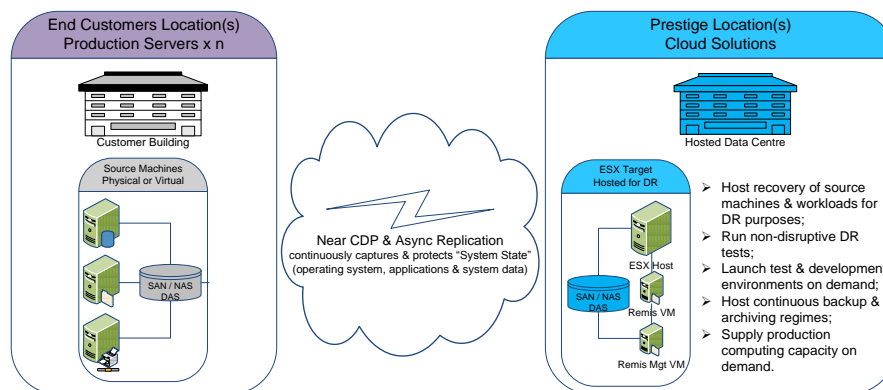 End Customers Location(s)
Production Servers x n
Customer Building
Source Machines
Physical or Virtual
SAN / NAS
DAS
Near CDP & Async Replication
continuously captures & protects “System State”
(operating system, applications & system data)
Prestige Location(s)
Cloud Solutions
Hosted Data Centre
ESX Target
Hosted for DR
ESX Host
SAN / NAS
DAS
Remis VM
Remis Mgt VM
➢ Host recovery of source
machines & workloads for
DR purposes;
➢ Run non-disruptive DR
tests;
➢ Launch test & development
environments on demand;
➢ Host continuous backup &
archiving regimes;
➢ Supply production
computing capacity on
demand.